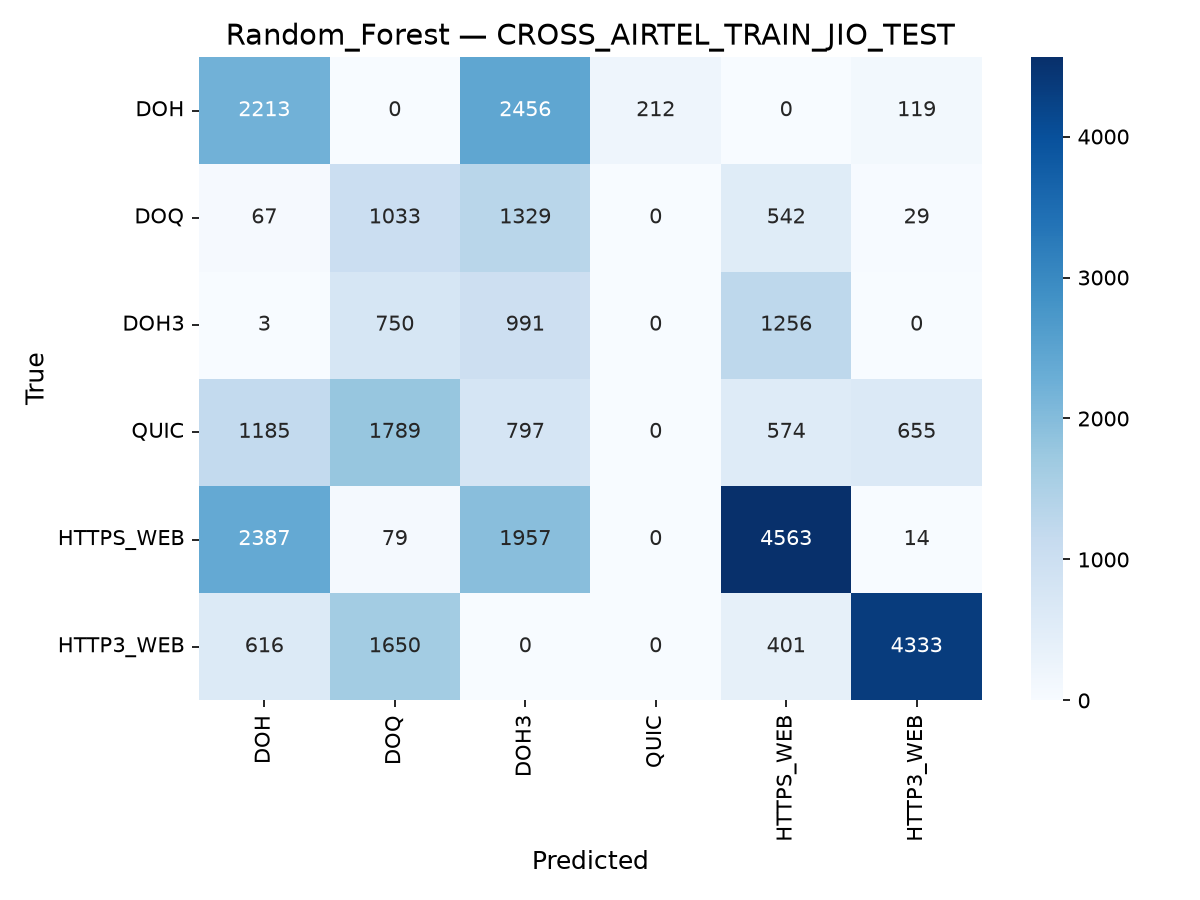 Random_Forest — CROSS_AIRTEL_TRAIN_JIO_TEST
True
DOH 2213 0 2456 212 0 119
DOQ 67 1033 1329 0 542 29
DOH3 3 750 991 0 1256 0
QUIC 1185 1789 797 0 574 655
HTTPS_WEB 2387 79 1957 0 4563 14
HTTP3_WEB 616 1650 0 0 401 4333
DOH DOQ DOH3 QUIC HTTPS_WEB HTTP3_WEB
Predicted
4000
3000
2000
1000
0